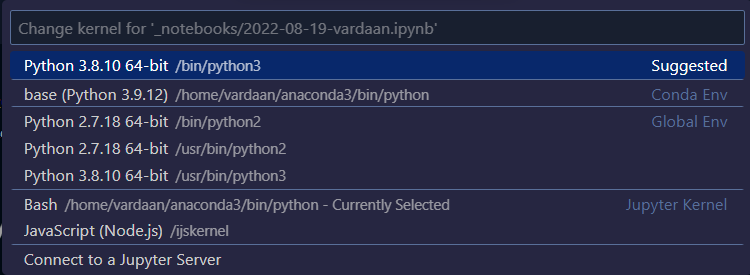 Change kernel for '_notebooks/2022-08-19-vardaan.ipynb'
Python 3.8.10 64-bit /bin/python3 Suggested
base (Python 3.9.12) /home/vardaan/anaconda3/bin/python Conda Env
Python 2.7.18 64-bit /bin/python2 Global Env
Python 2.7.18 64-bit /usr/bin/python2
Python 3.8.10 64-bit /usr/bin/python3
Bash /home/vardaan/anaconda3/bin/python - Currently Selected Jupyter Kernel
JavaScript (Node.js) /ijskernel
Connect to a Jupyter Server